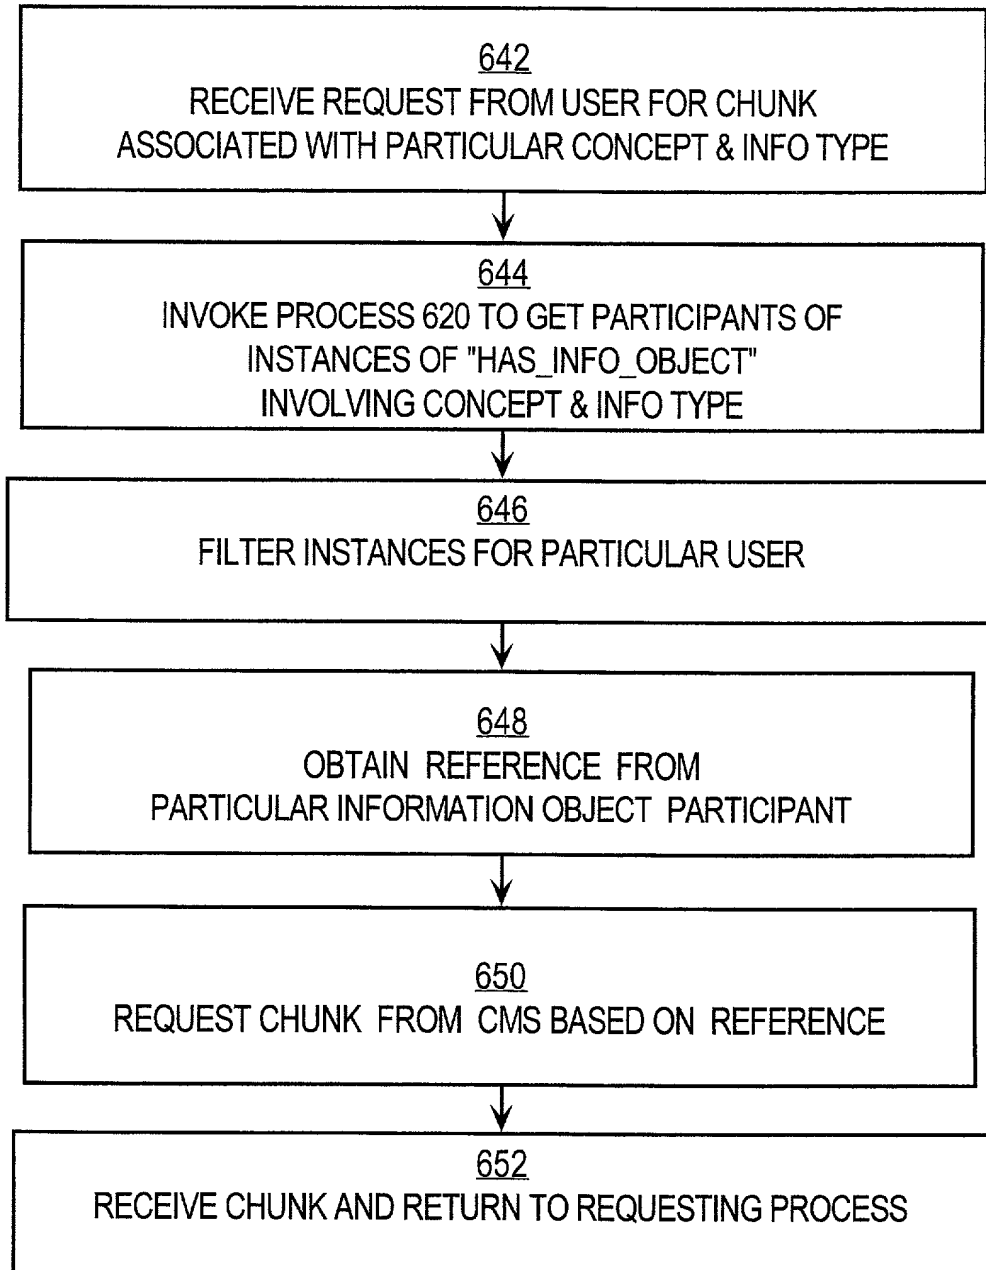 642
RECEIVE REQUEST FROM USER FOR CHUNK
ASSOCIATED WITH PARTICULAR CONCEPT & INFO TYPE
644
INVOKE PROCESS 620 TO GET PARTICIPANTS OF
INSTANCES OF "HAS_INFO_OBJECT"
INVOLVING CONCEPT & INFO TYPE
646
FILTER INSTANCES FOR PARTICULAR USER
648
OBTAIN REFERENCE FROM
PARTICULAR INFORMATION OBJECT PARTICIPANT
650
REQUEST CHUNK FROM CMS BASED ON REFERENCE
652
RECEIVE CHUNK AND RETURN TO REQUESTING PROCESS